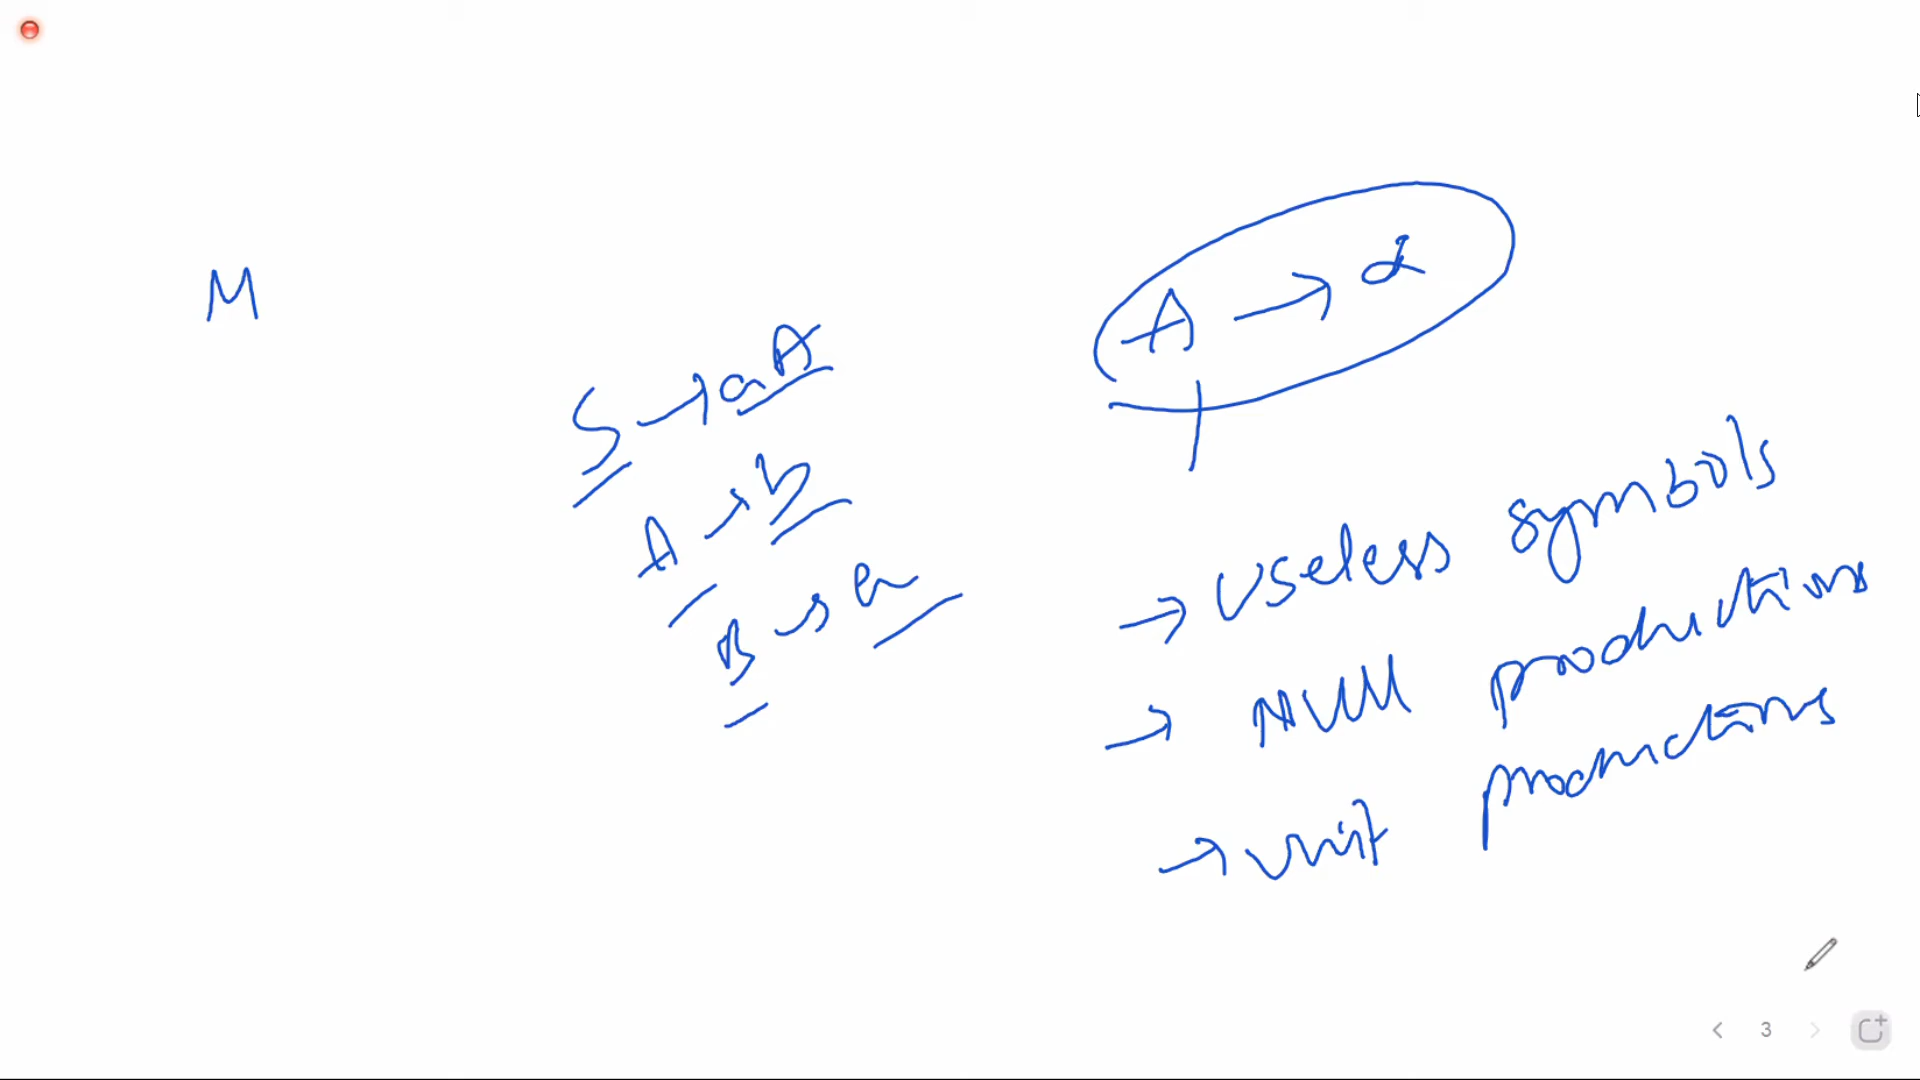 M
A → α
S → aA
A → b
B → a
→ Useless symbols
→ NULL productions
→ Unit productions
3